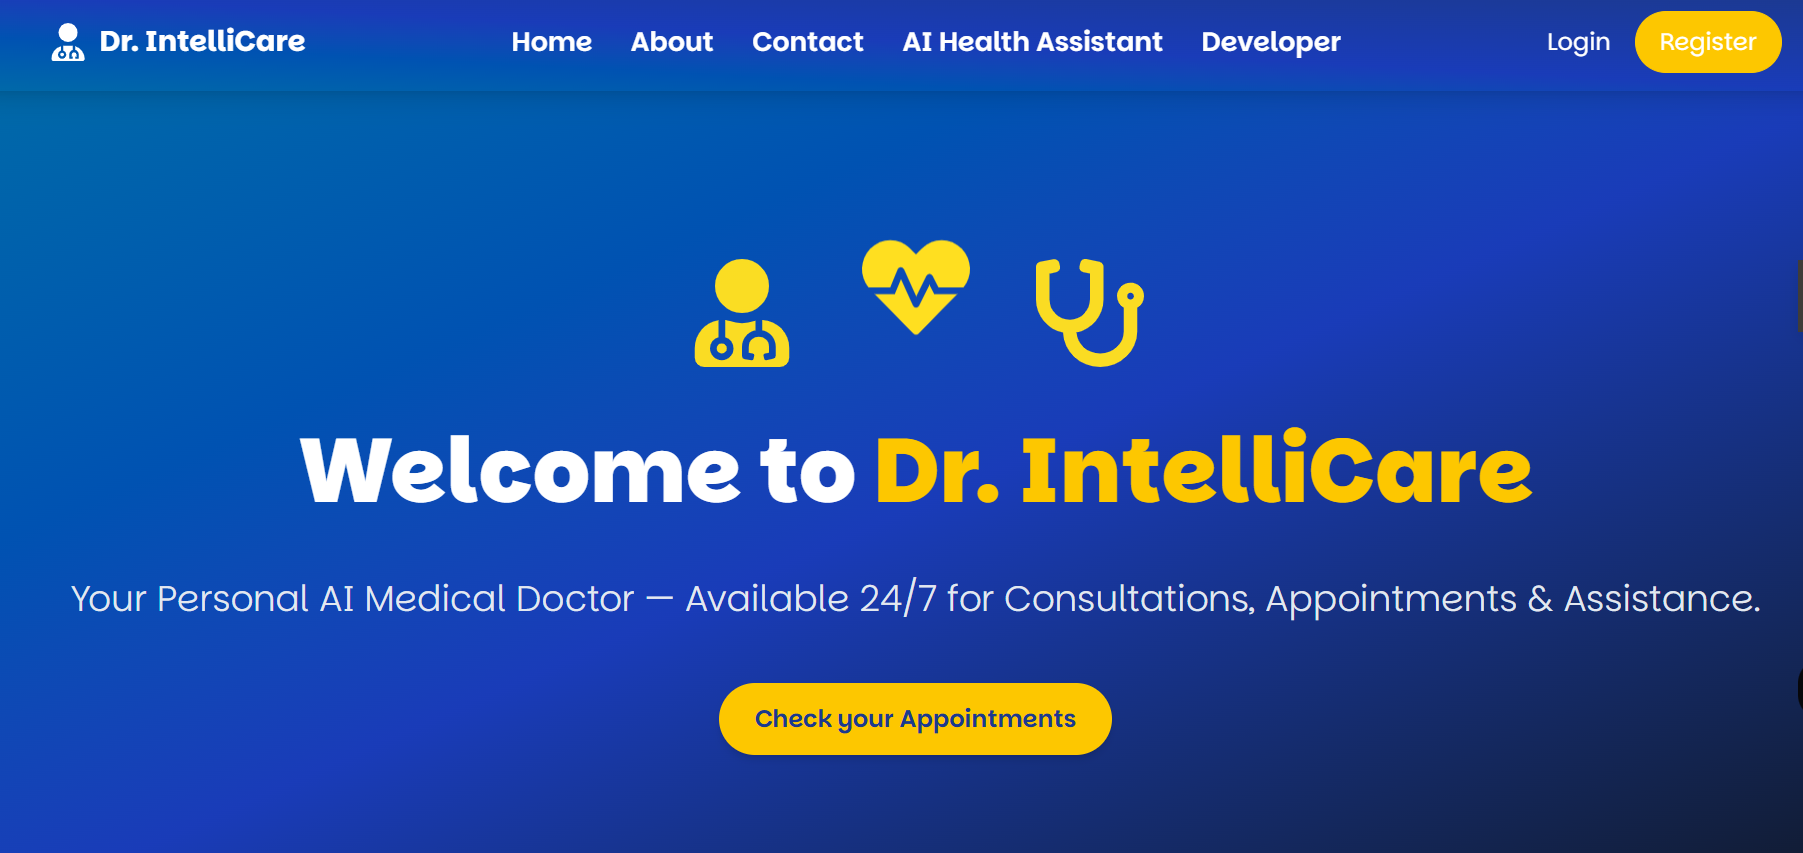 Dr. IntelliCare
Home About Contact AI Health Assistant Developer
Login Register
Welcome to Dr. IntelliCare
Your Personal AI Medical Doctor — Available 24/7 for Consultations, Appointments & Assistance.
Check your Appointments